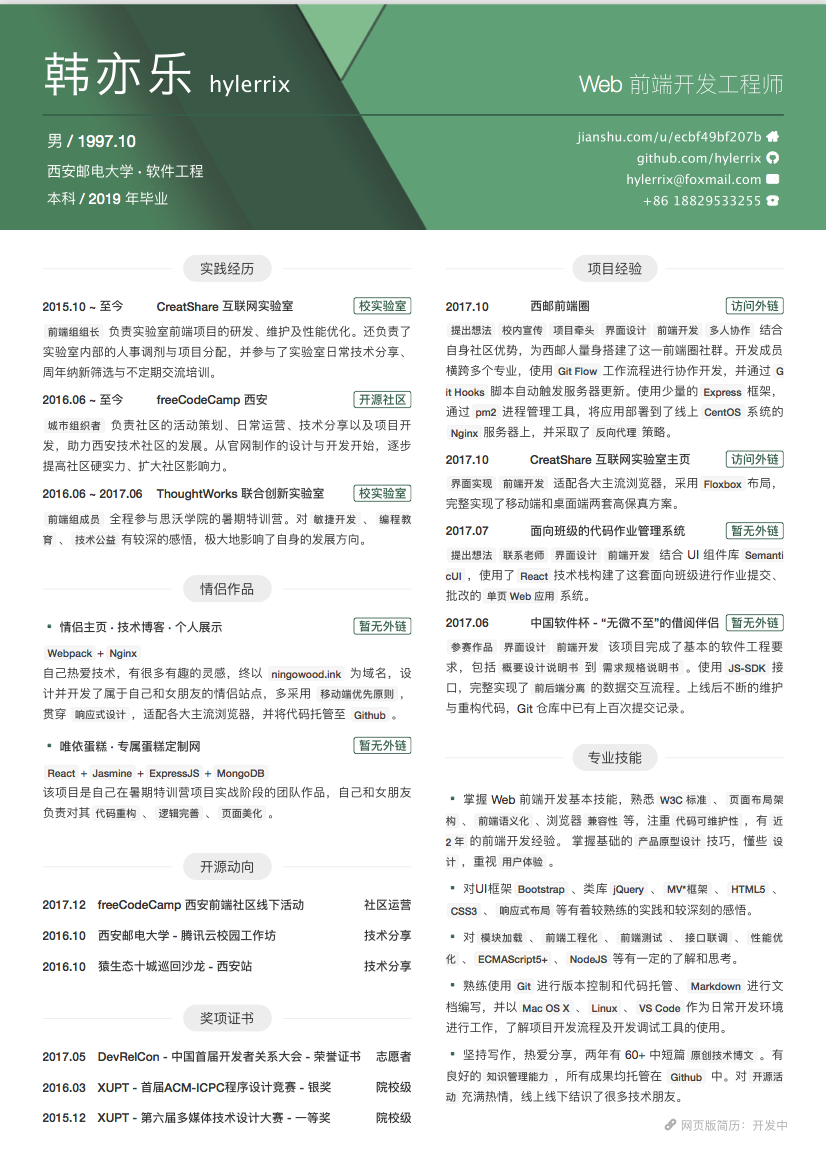 韩亦乐 hylerrix
Web 前端开发工程师
男 / 1997.10
西安邮电大学 · 软件工程
本科 / 2019 年毕业
jianshu.com/u/ecbf49bf207b
github.com/hylerrix
hylerrix@foxmail.com
+86 18829533255
实践经历
2015.10 ~ 至今 CreatShare 互联网实验室 校实验室
前端组组长 负责实验室前端项目的研发、维护及性能优化。还负责了
实验室内部的人事调剂与项目分配，并参与了实验室日常技术分享、
周年纳新筛选与不定期交流培训。
2016.06 ~ 至今 freeCodeCamp 西安 开源社区
城市组织者 负责社区的活动策划、日常运营、技术分享以及项目开
发，助力西安技术社区的发展。从官网制作的设计与开发开始，逐步
提高社区硬实力、扩大社区影响力。
2016.06 ~ 2017.06 ThoughtWorks 联合创新实验室 校实验室
前端组成员 全程参与思沃学院的暑期特训营。对 敏捷开发 、 编程教
育 、 技术公益 有较深的感悟，极大地影响了自身的发展方向。
情侣作品
▪ 情侣主页 · 技术博客 · 个人展示 暂无外链
Webpack + Nginx
自己热爱技术，有很多有趣的灵感，终以 ningowood.ink 为域名，设
计并开发了属于自己和女朋友的情侣站点，多采用 移动端优先原则 ，
贯穿 响应式设计 ，适配各大主流浏览器，并将代码托管至 Github 。
▪ 唯依蛋糕 · 专属蛋糕定制网 暂无外链
React + Jasmine + ExpressJS + MongoDB
该项目是自己在暑期特训营项目实战阶段的团队作品，自己和女朋友
负责对其 代码重构 、 逻辑完善 、 页面美化 。
开源动向
2017.12 freeCodeCamp 西安前端社区线下活动 社区运营
2016.10 西安邮电大学 - 腾讯云校园工作坊 技术分享
2016.10 猿生态十城巡回沙龙 - 西安站 技术分享
奖项证书
2017.05 DevRelCon - 中国首届开发者关系大会 - 荣誉证书 志愿者
2016.03 XUPT - 首届ACM-ICPC程序设计竞赛 - 银奖 院校级
2015.12 XUPT - 第六届多媒体技术设计大赛 - 一等奖 院校级
项目经验
2017.10 西邮前端圈 访问外链
提出想法 校内宣传 项目牵头 界面设计 前端开发 多人协作 结合
自身社区优势，为西邮人量身搭建了这一前端圈社群。开发成员
横跨多个专业，使用 Git Flow 工作流程进行协作开发，并通过 G
it Hooks 脚本自动触发服务器更新。使用少量的 Express 框架，
通过 pm2 进程管理工具，将应用部署到了线上 CentOS 系统的
Nginx 服务器上，并采取了 反向代理 策略。
2017.10 CreatShare 互联网实验室主页 访问外链
界面实现 前端开发 适配各大主流浏览器，采用 Floxbox 布局，
完整实现了移动端和桌面端两套高保真方案。
2017.07 面向班级的代码作业管理系统 暂无外链
提出想法 联系老师 界面设计 前端开发 结合 UI 组件库 Semanti
cUI ，使用了 React 技术栈构建了这套面向班级进行作业提交、
批改的 单页 Web 应用 系统。
2017.06 中国软件杯 - “无微不至”的借阅伴侣 暂无外链
参赛作品 界面设计 前端开发 该项目完成了基本的软件工程要
求，包括 概要设计说明书 到 需求规格说明书 。使用 JS-SDK 接
口，完整实现了 前后端分离 的数据交互流程。上线后不断的维护
与重构代码，Git 仓库中已有上百次提交记录。
专业技能
▪ 掌握 Web 前端开发基本技能，熟悉 W3C 标准 、 页面布局架
构 、 前端语义化 、浏览器 兼容性 等，注重 代码可维护性 ，有 近
2 年 的前端开发经验。 掌握基础的 产品原型设计 技巧，懂些 设
计 ，重视 用户体验 。
▪ 对UI框架 Bootstrap 、类库 jQuery 、 MV*框架 、 HTML5 、
CSS3 、 响应式布局 等有着较熟练的实践和较深刻的感悟。
▪ 对 模块加载 、 前端工程化 、 前端测试 、 接口联调 、 性能优
化 、 ECMAScript5+ 、 NodeJS 等有一定的了解和思考。
▪ 熟练使用 Git 进行版本控制和代码托管、 Markdown 进行文
档编写，并以 Mac OS X 、 Linux 、 VS Code 作为日常开发环境
进行工作，了解项目开发流程及开发调试工具的使用。
▪ 坚持写作，热爱分享，两年有 60+ 中短篇 原创技术博文 。有
良好的 知识管理能力 ，所有成果均托管在 Github 中。对 开源活
动 充满热情，线上线下结识了很多技术朋友。
网页版简历：开发中